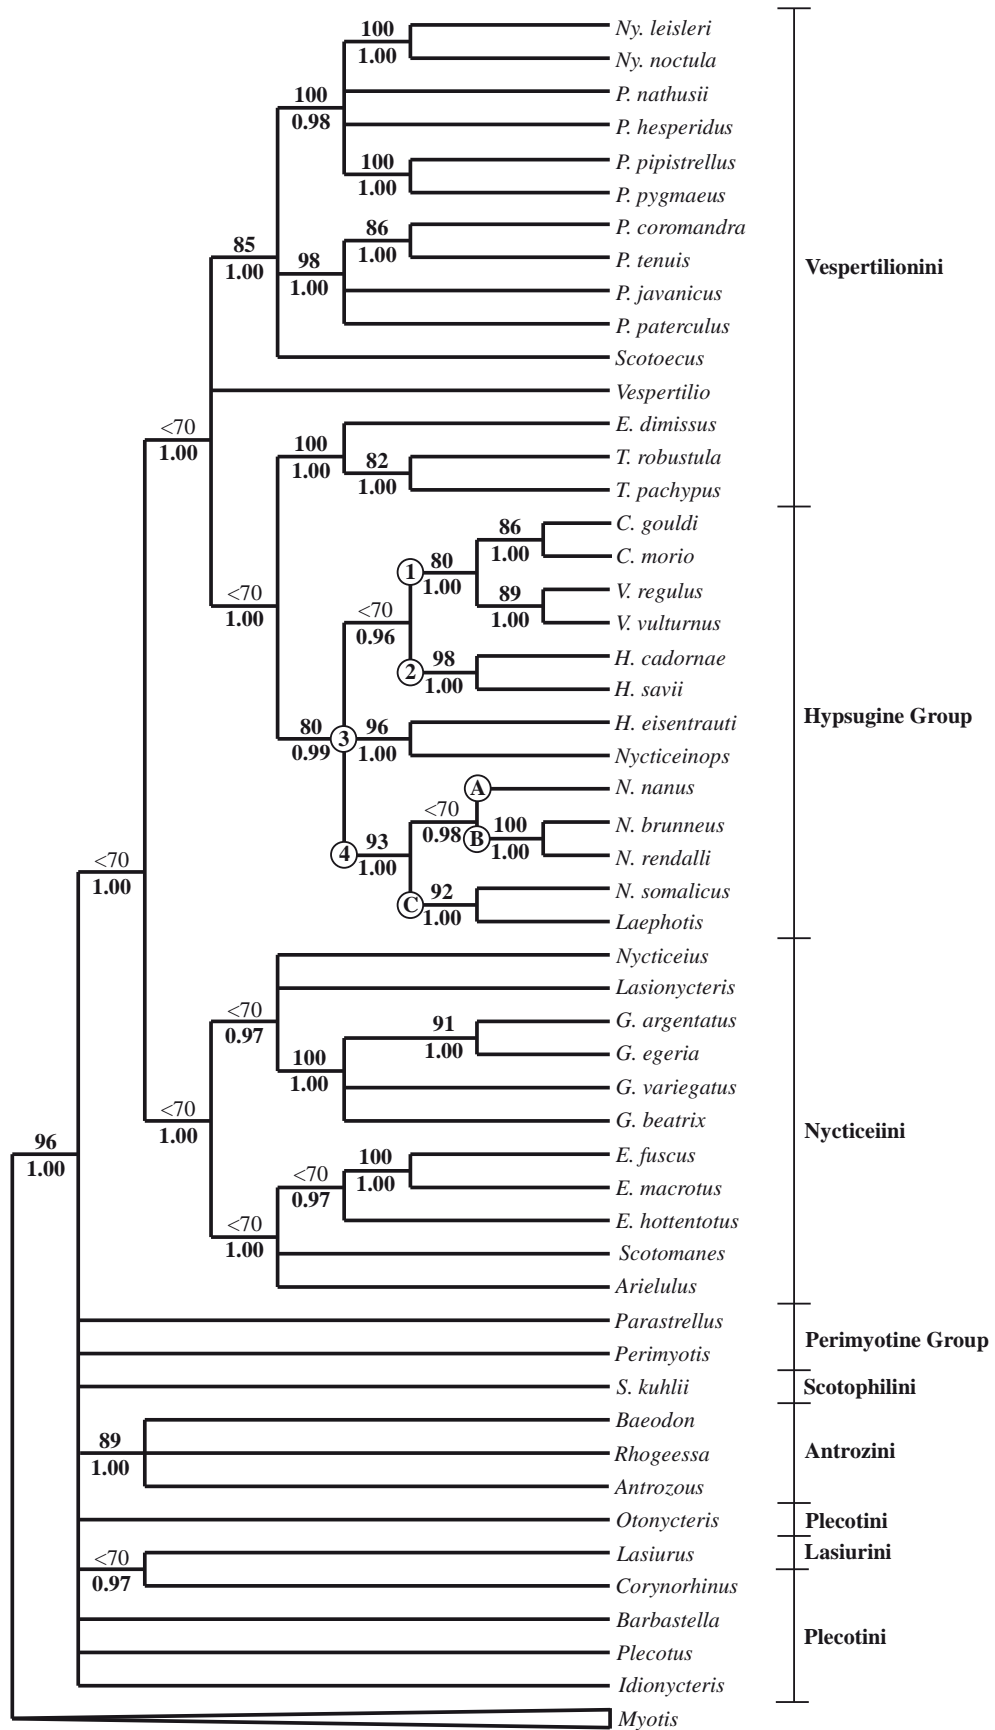 Ny. leisleri
100
1.00
Ny. noctula
P. nathusii
100
0.98
P. hesperidus
P. pipistrellus
100
1.00
P. pygmaeus
P. coromandra
86
1.00
85
1.00
98
1.00
P. tenuis
Vespertilionini
P. javanicus
P. paterculus
Scotoecus
Vespertilio
<70
1.00
E. dimissus
100
1.00
T. robustula
82
1.00
T. pachypus
C. gouldi
86
1.00
C. morio
1
80
1.00
V. regulus
89
1.00
<70
1.00
<70
0.96
V. vulturnus
H. cadornae
2
98
1.00
H. savii
Hypsugine Group
H. eisentrauti
80
0.99
3
96
1.00
Nycticeinops
A
N. nanus
<70
0.98
B
100
1.00
N. brunneus
4
93
1.00
N. rendalli
<70
1.00
N. somalicus
C
92
1.00
Laephotis
Nycticeius
Lasionycteris
<70
0.97
G. argentatus
91
1.00
G. egeria
100
1.00
G. variegatus
<70
1.00
G. beatrix
Nycticeiini
96
1.00
E. fuscus
100
1.00
<70
0.97
E. macrotus
E. hottentotus
<70
1.00
Scotomanes
Arielulus
Parastrellus
Perimyotine Group
Perimyotis
S. kuhlii
Scotophilini
Baeodon
89
1.00
Rhogeessa
Antrozini
Antrozous
Otonycteris
Plecotini
Lasiurus
Lasiurini
<70
0.97
Corynorhinus
Barbastella
Plecotini
Plecotus
Idionycteris
Myotis